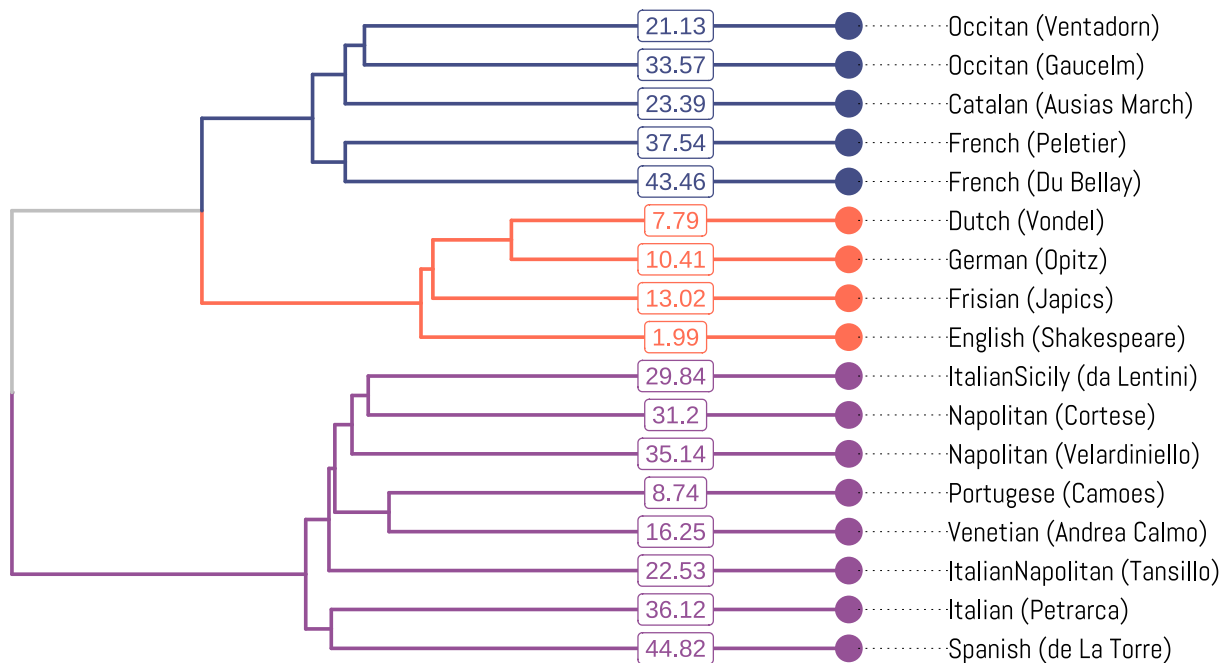 21.13 Occitan (Ventadorn)
33.57 Occitan (Gaucelm)
23.39 Catalan (Ausias March)
37.54 French (Peletier)
43.46 French (Du Bellay)
7.79 Dutch (Vondel)
10.41 German (Opitz)
13.02 Frisian (Japics)
1.99 English (Shakespeare)
29.84 ItalianSicily (da Lentini)
31.2 Napolitan (Cortese)
35.14 Napolitan (Velardiniello)
8.74 Portugese (Camoes)
16.25 Venetian (Andrea Calmo)
22.53 ItalianNapolitan (Tansillo)
36.12 Italian (Petrarca)
44.82 Spanish (de La Torre)